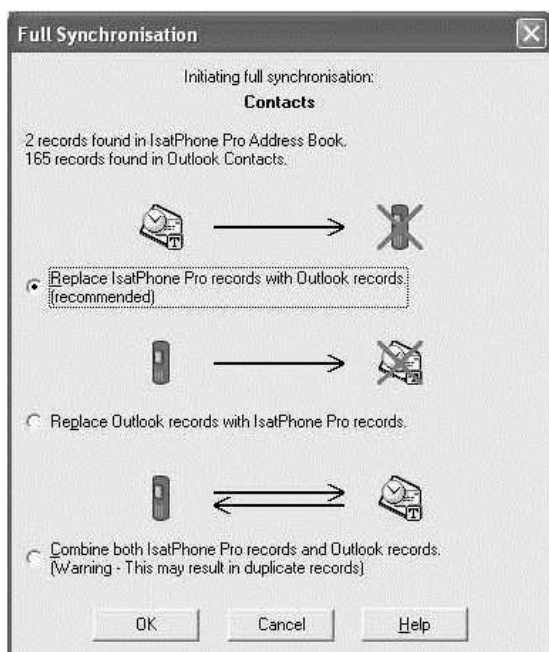 Full Synchronisation
Initiating full synchronisation:
Contacts
2 records found in IsatPhone Pro Address Book.
165 records found in Outlook Contacts.
T
Replace IsatPhone Pro records with Outlook records.
(recommended)
Replace Outlook records with IsatPhone Pro records.
T
Combine both IsatPhone Pro records and Outlook records.
(Warning - This may result in duplicate records)
OK Cancel Help